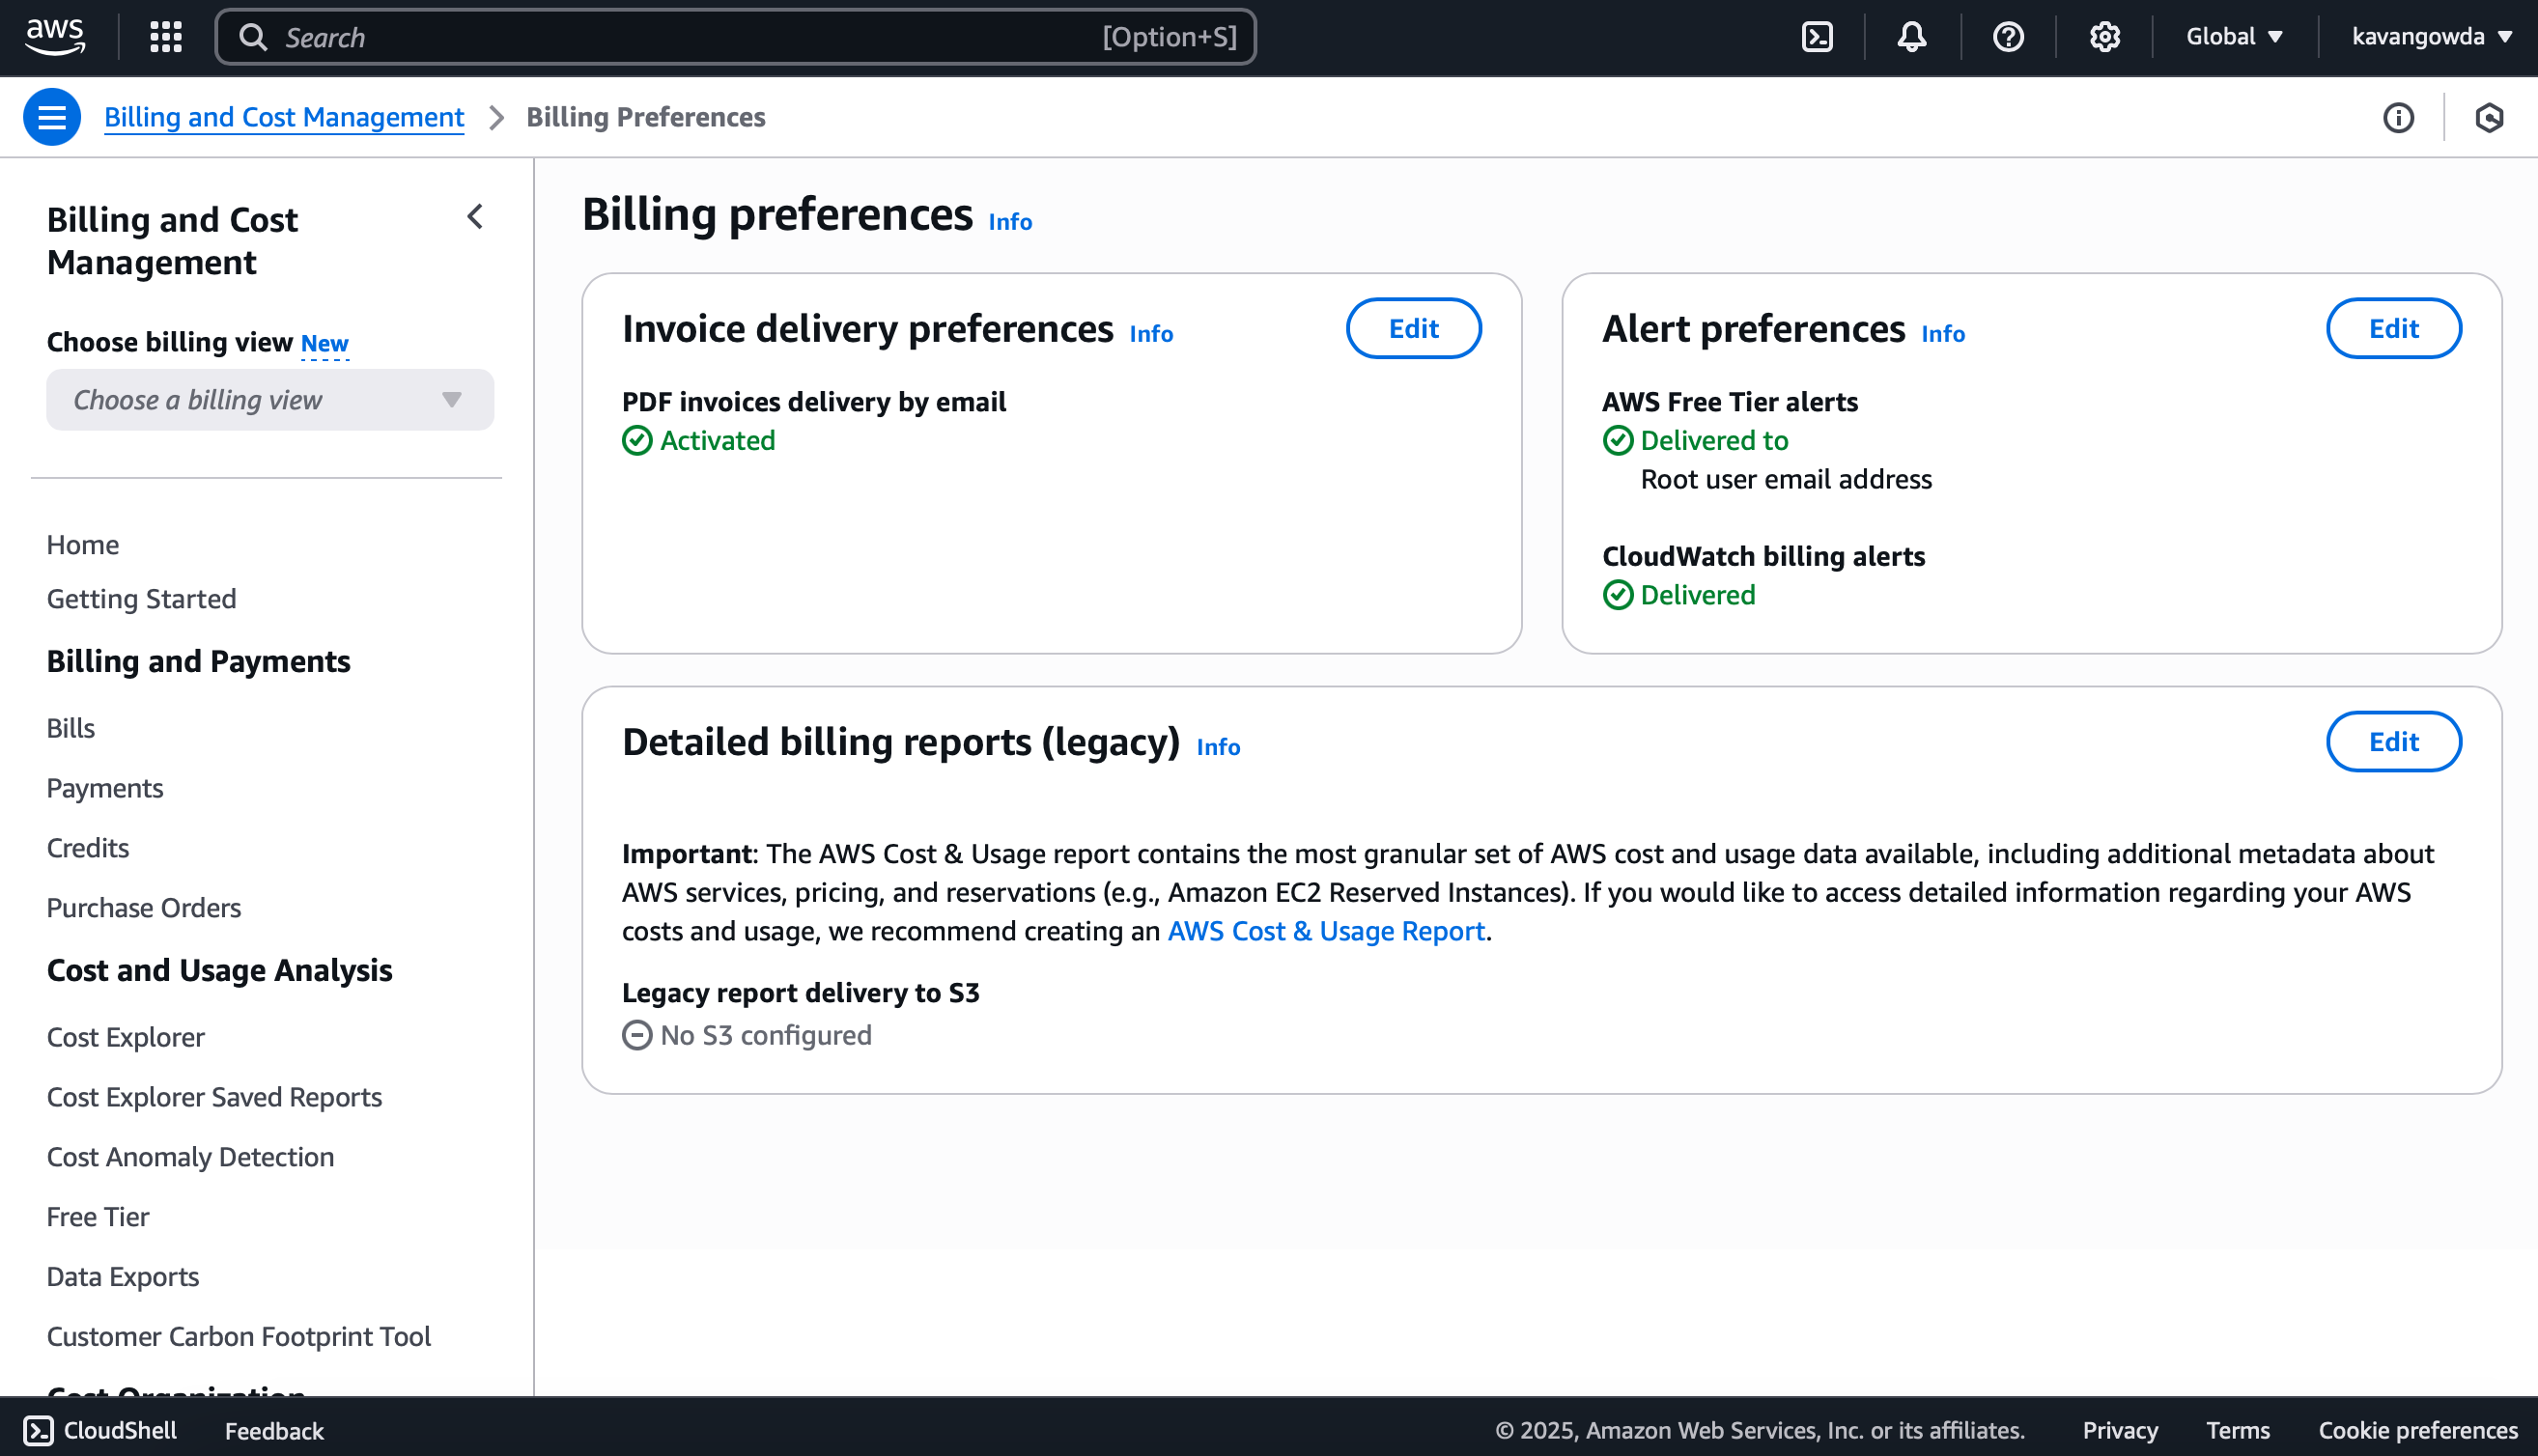 aws
Search
[Option+S]
Global
kavangowda
Billing and Cost Management
Billing Preferences
Billing and Cost
Management
Choose billing view New
Choose a billing view
Home
Getting Started
Billing and Payments
Bills
Payments
Credits
Purchase Orders
Cost and Usage Analysis
Cost Explorer
Cost Explorer Saved Reports
Cost Anomaly Detection
Free Tier
Data Exports
Customer Carbon Footprint Tool
Cost Organization
Billing preferences Info
Invoice delivery preferences Info
Edit
PDF invoices delivery by email
Activated
Alert preferences Info
Edit
AWS Free Tier alerts
Delivered to
Root user email address
CloudWatch billing alerts
Delivered
Detailed billing reports (legacy) Info
Edit
Important: The AWS Cost & Usage report contains the most granular set of AWS cost and usage data available, including additional metadata about
AWS services, pricing, and reservations (e.g., Amazon EC2 Reserved Instances). If you would like to access detailed information regarding your AWS
costs and usage, we recommend creating an AWS Cost & Usage Report.
Legacy report delivery to S3
No S3 configured
CloudShell
Feedback
© 2025, Amazon Web Services, Inc. or its affiliates.
Privacy
Terms
Cookie preferences